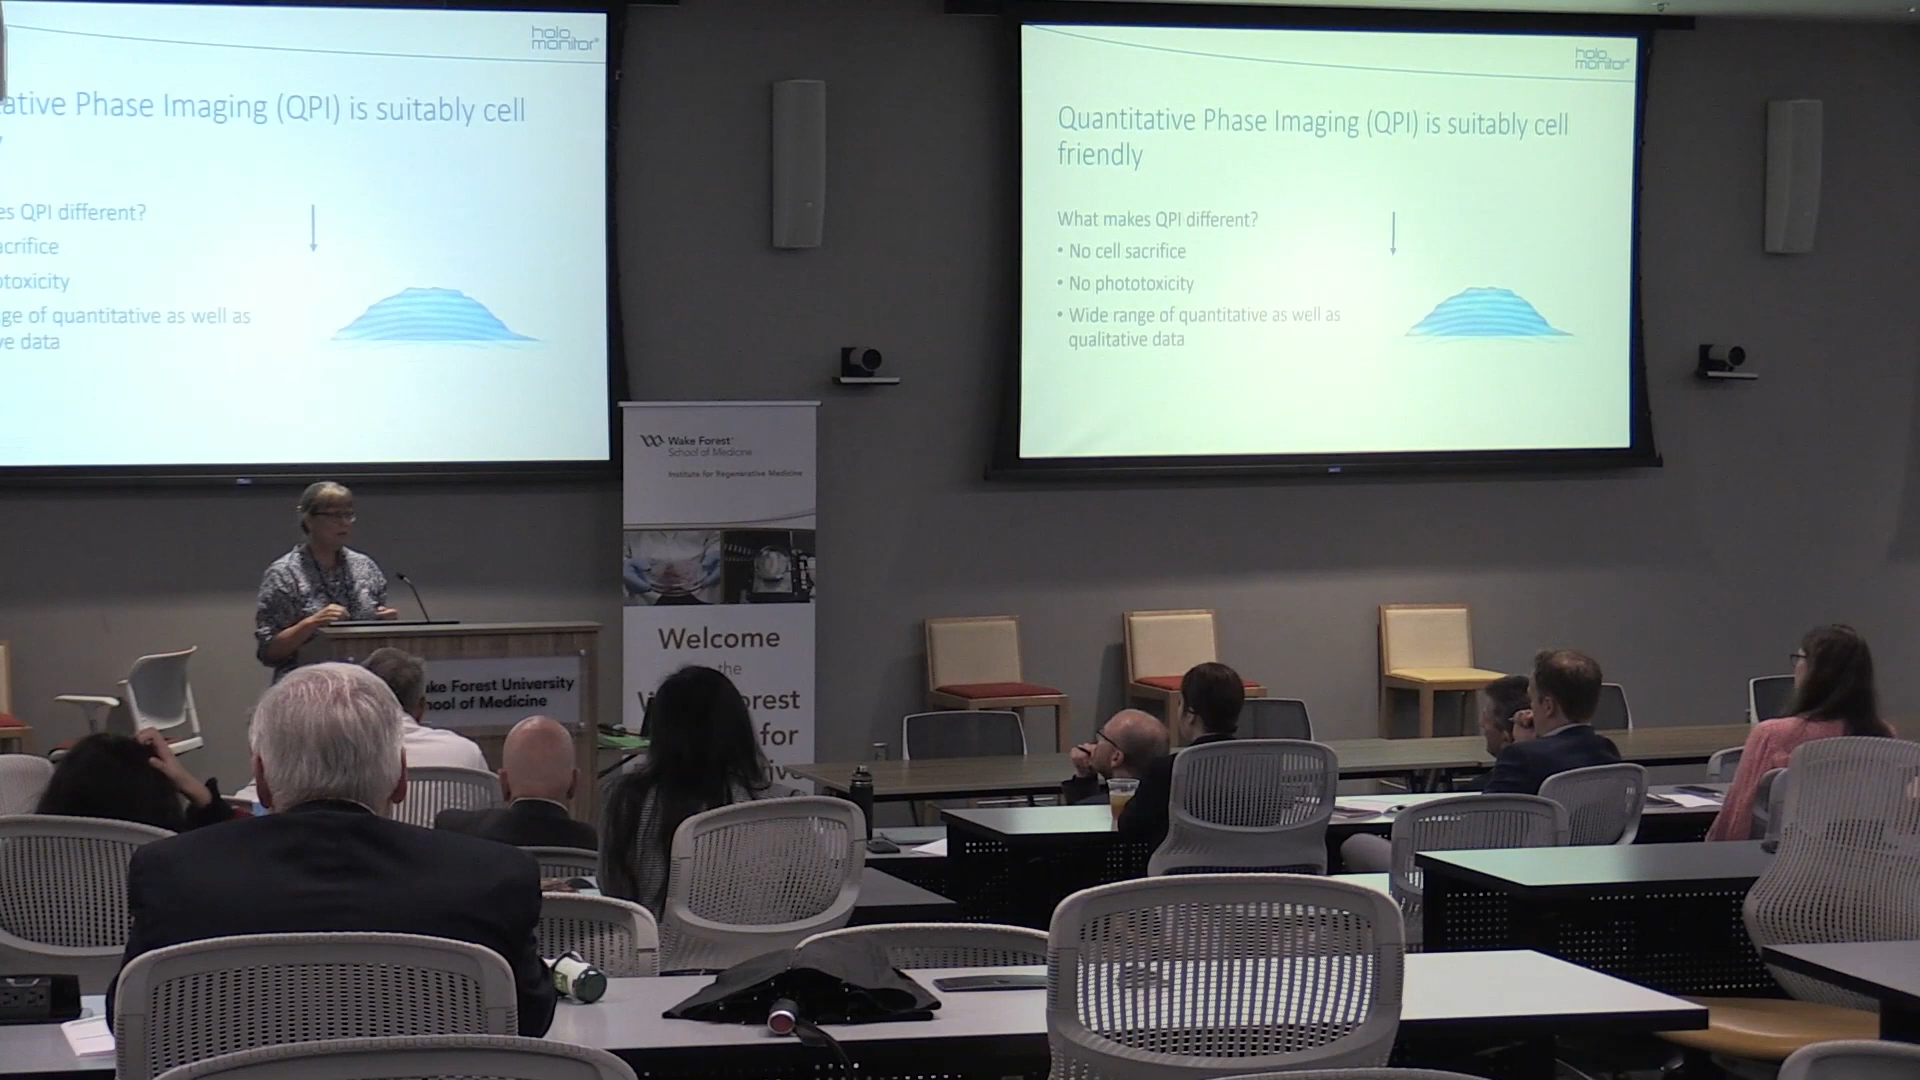 holo
monitor
ative Phase Imaging (QPI) is suitably cell
es QPI different?
acrifice
otoxicity
ge of quantitative as well as
ve data
holo
monitor
Quantitative Phase Imaging (QPI) is suitably cell
friendly
What makes QPI different?
• No cell sacrifice
• No phototoxicity
• Wide range of quantitative as well as
qualitative data
Wake Forest
School of Medicine
Institute for Regenerative Medicine
Welcome
the
orest
for
ake Forest University
hool of Medicine